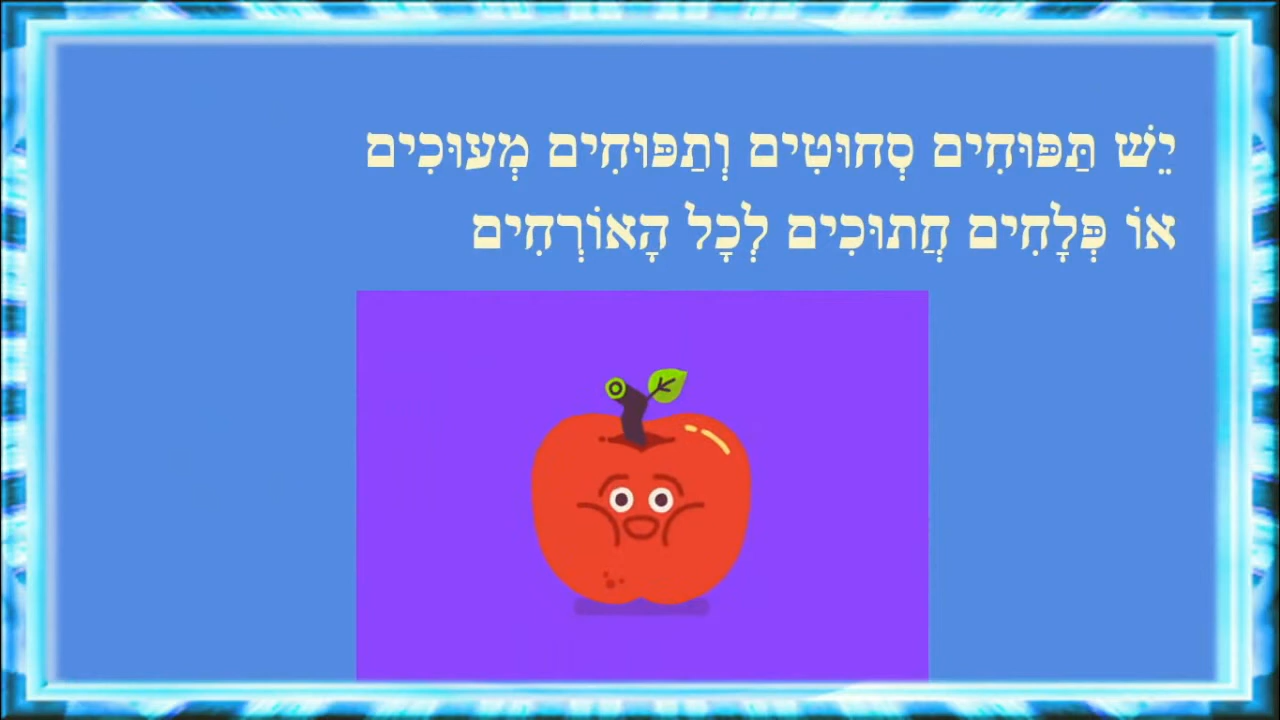 יֵשׁ תַּפּוּחִים סְחוּטִים וְתַפּוּחִים מְעוּכִים
אוֹ פְּלָחִים חֲתוּכִים לְכָל הָאוֹרְחִים